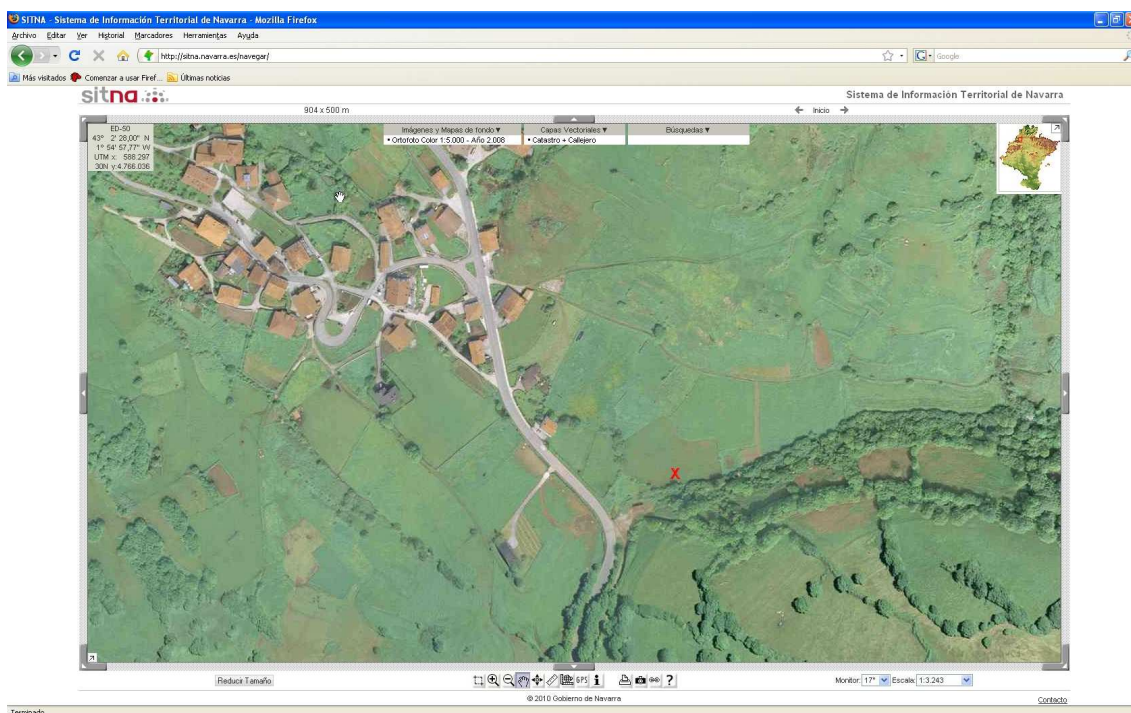 SITNA - Sistema de Información Territorial de Navarra - Mozilla Firefox
Archivo Editar Ver Historial Marcadores Herramientas Ayuda
http://sitna.navarra.es/navegar/
Google
Más visitados Comenzar a usar Firef... Últimas noticias
sitna
Sistema de Información Territorial de Navarra
904 x 500 m
Inicio
ED-50
43º 2' 28,00" N
1º 54' 57,77" W
UTM x: 588.297
30N y:4.766.036
Imágenes y Mapas de fondo ▼ Capas Vectoriales ▼ Búsquedas ▼
• Ortofoto Color 1:5.000 - Año 2.008 • Catastro + Callejero
X
Reducir Tamaño
GPS i ?
Monitor: 17" Escala: 1:3.243
© 2010 Gobierno de Navarra
Contacto
Terminado